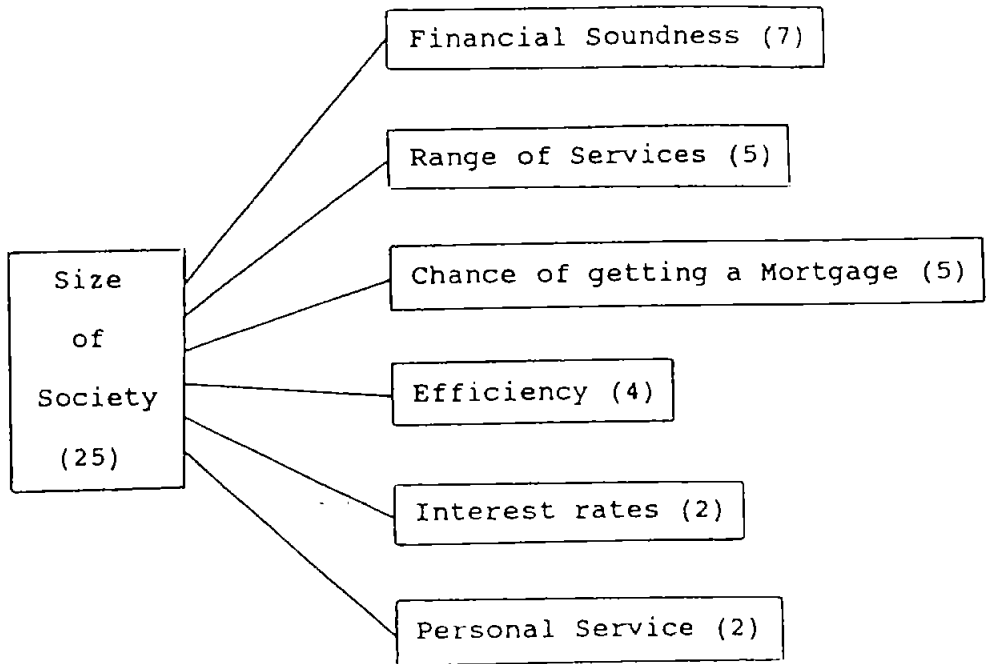 Financial Soundness (7)
Range of Services (5)
Size
of
Society
(25)
Chance of getting a Mortgage (5)
Efficiency (4)
Interest rates (2)
Personal Service (2)